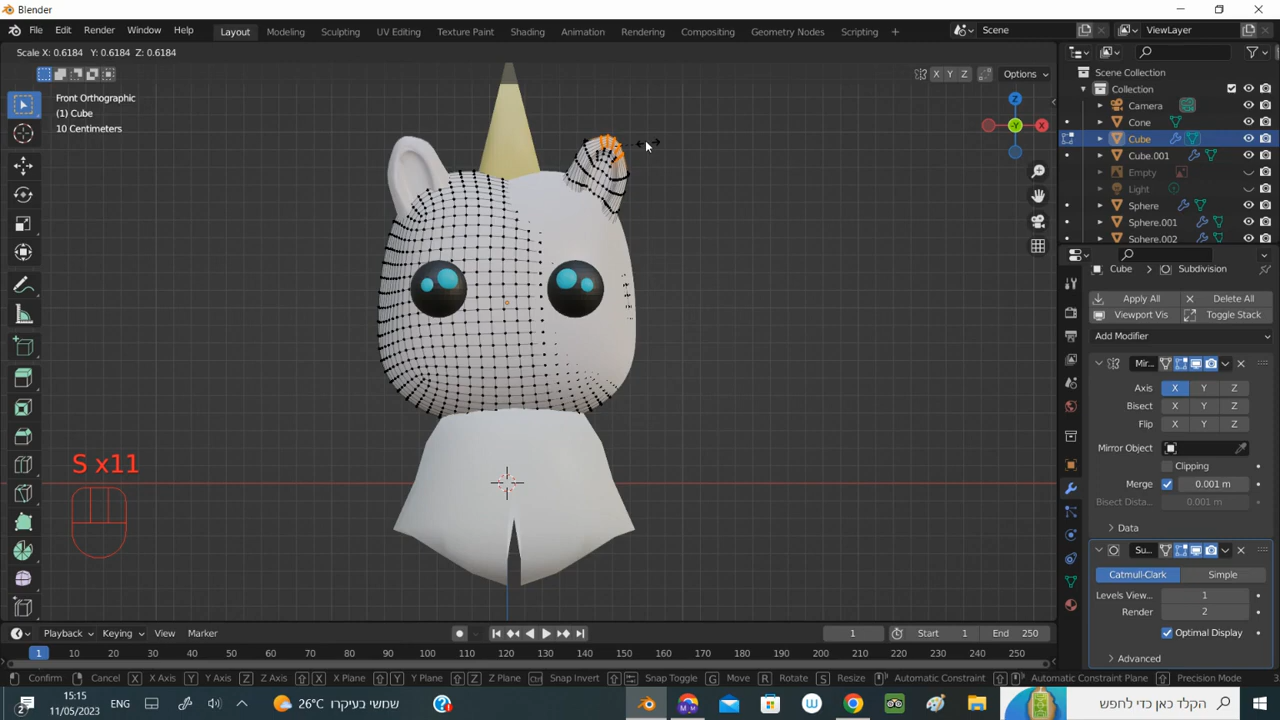 Blender
File Edit Render Window Help
Layout Modeling Sculpting UV Editing Texture Paint Shading Animation Rendering Compositing Geometry Nodes Scripting +
Scene ViewLayer
Scale X: 0.6184 Y: 0.6184 Z: 0.6184
X Y Z Options
Front Orthographic
(1) Cube
10 Centimeters
Z
-Y
X
S x11
Scene Collection
Collection
Camera
Cone
Cube
Cube.001
Empty
Light
Sphere
Sphere.001
Sphere.002
Cube Subdivision
Apply All Delete All
Viewport Vis Toggle Stack
Add Modifier
Mir...
Axis X Y Z
Bisect X Y Z
Flip X Y Z
Mirror Object
Clipping
Merge 0.001 m
Bisect Dista... 0.001 m
Data
Su...
Catmull-Clark Simple
Levels View... 1
Render 2
Optimal Display
Advanced
Playback Keying View Marker
1 Start 1 End 250
1 10 20 30 40 50 60 70 80 90 100 110 120 130 140 150 160 170 180 190 200 210 220 230 240 250
Confirm Cancel X Axis Y Axis Z Axis X Plane Y Plane Z Plane Snap Invert Snap Toggle G Move R Rotate S Resize Automatic Constraint Automatic Constraint Plane Precision Mode
2
15:15
11/05/2023
ENG
26°C שמשי בעיקרו
הקלד כאן כדי לחפש